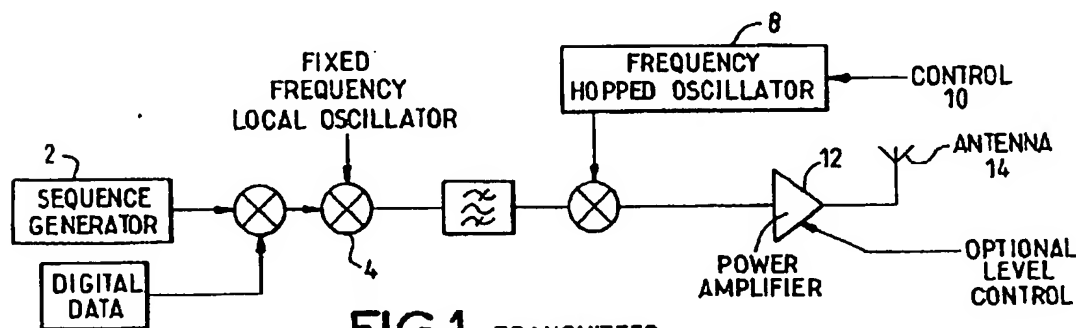 8
FIXED
FREQUENCY
LOCAL OSCILLATOR
FREQUENCY
HOPPED OSCILLATOR
CONTROL
10
2
SEQUENCE
GENERATOR
DIGITAL
DATA
4
12
POWER
AMPLIFIER
ANTENNA
14
OPTIONAL
LEVEL
CONTROL
FIG.1 TRANSMITTER